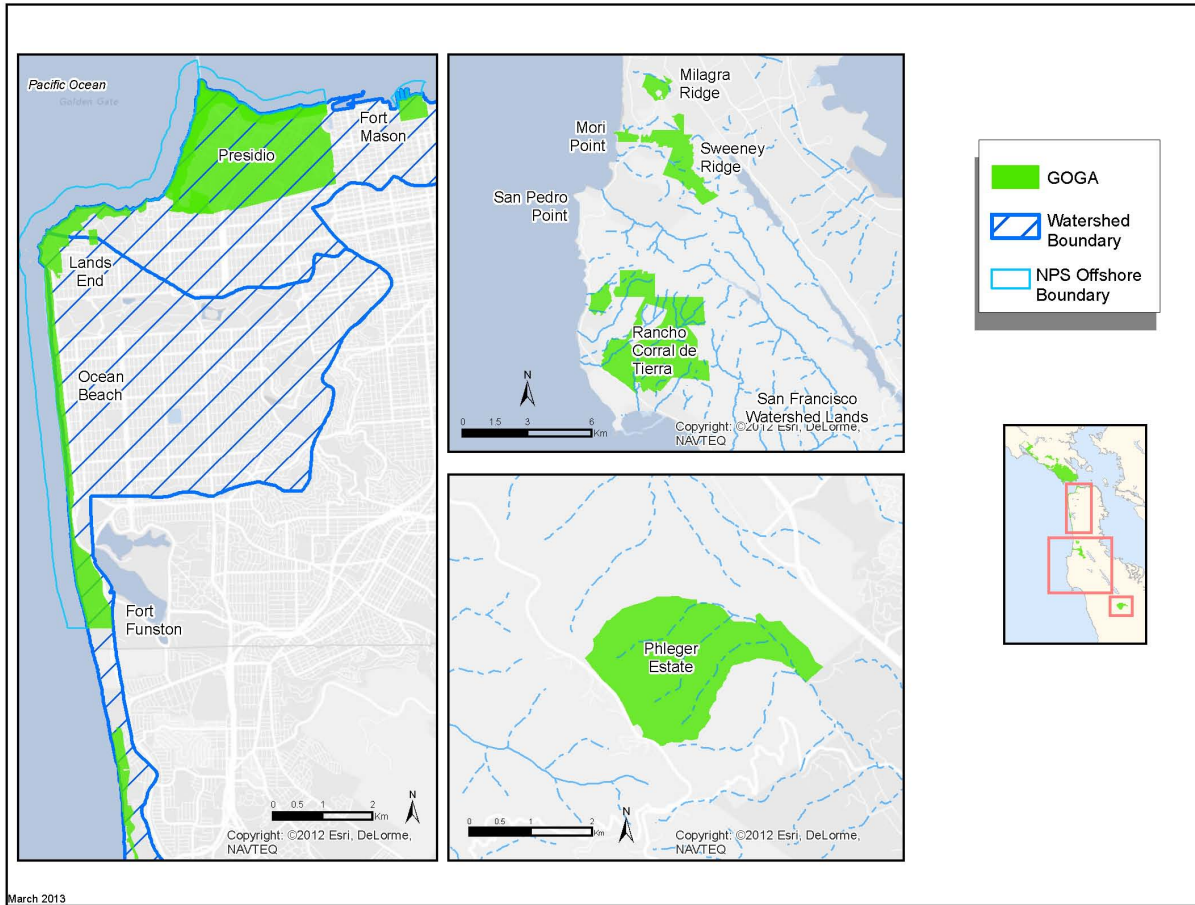 Pacific Ocean
Golden Gate
Fort
Mason
Presidio
Lands
End
Ocean
Beach
Fort
Funston
0 0.5 1 2
Km
N
Copyright: ©2012 Esri, DeLorme,
NAVTEQ
Milagra
Ridge
Mori
Point
Sweeney
Ridge
San Pedro
Point
Rancho
Corral de
Tierra
San Francisco
Watershed Lands
N
0 1.5 3 6
Km
Copyright: ©2012 Esri, DeLorme,
NAVTEQ
Phleger
Estate
0 0.5 1 2
Km
N
Copyright: ©2012 Esri, DeLorme,
NAVTEQ
GOGA
Watershed
Boundary
NPS Offshore
Boundary
March 2013